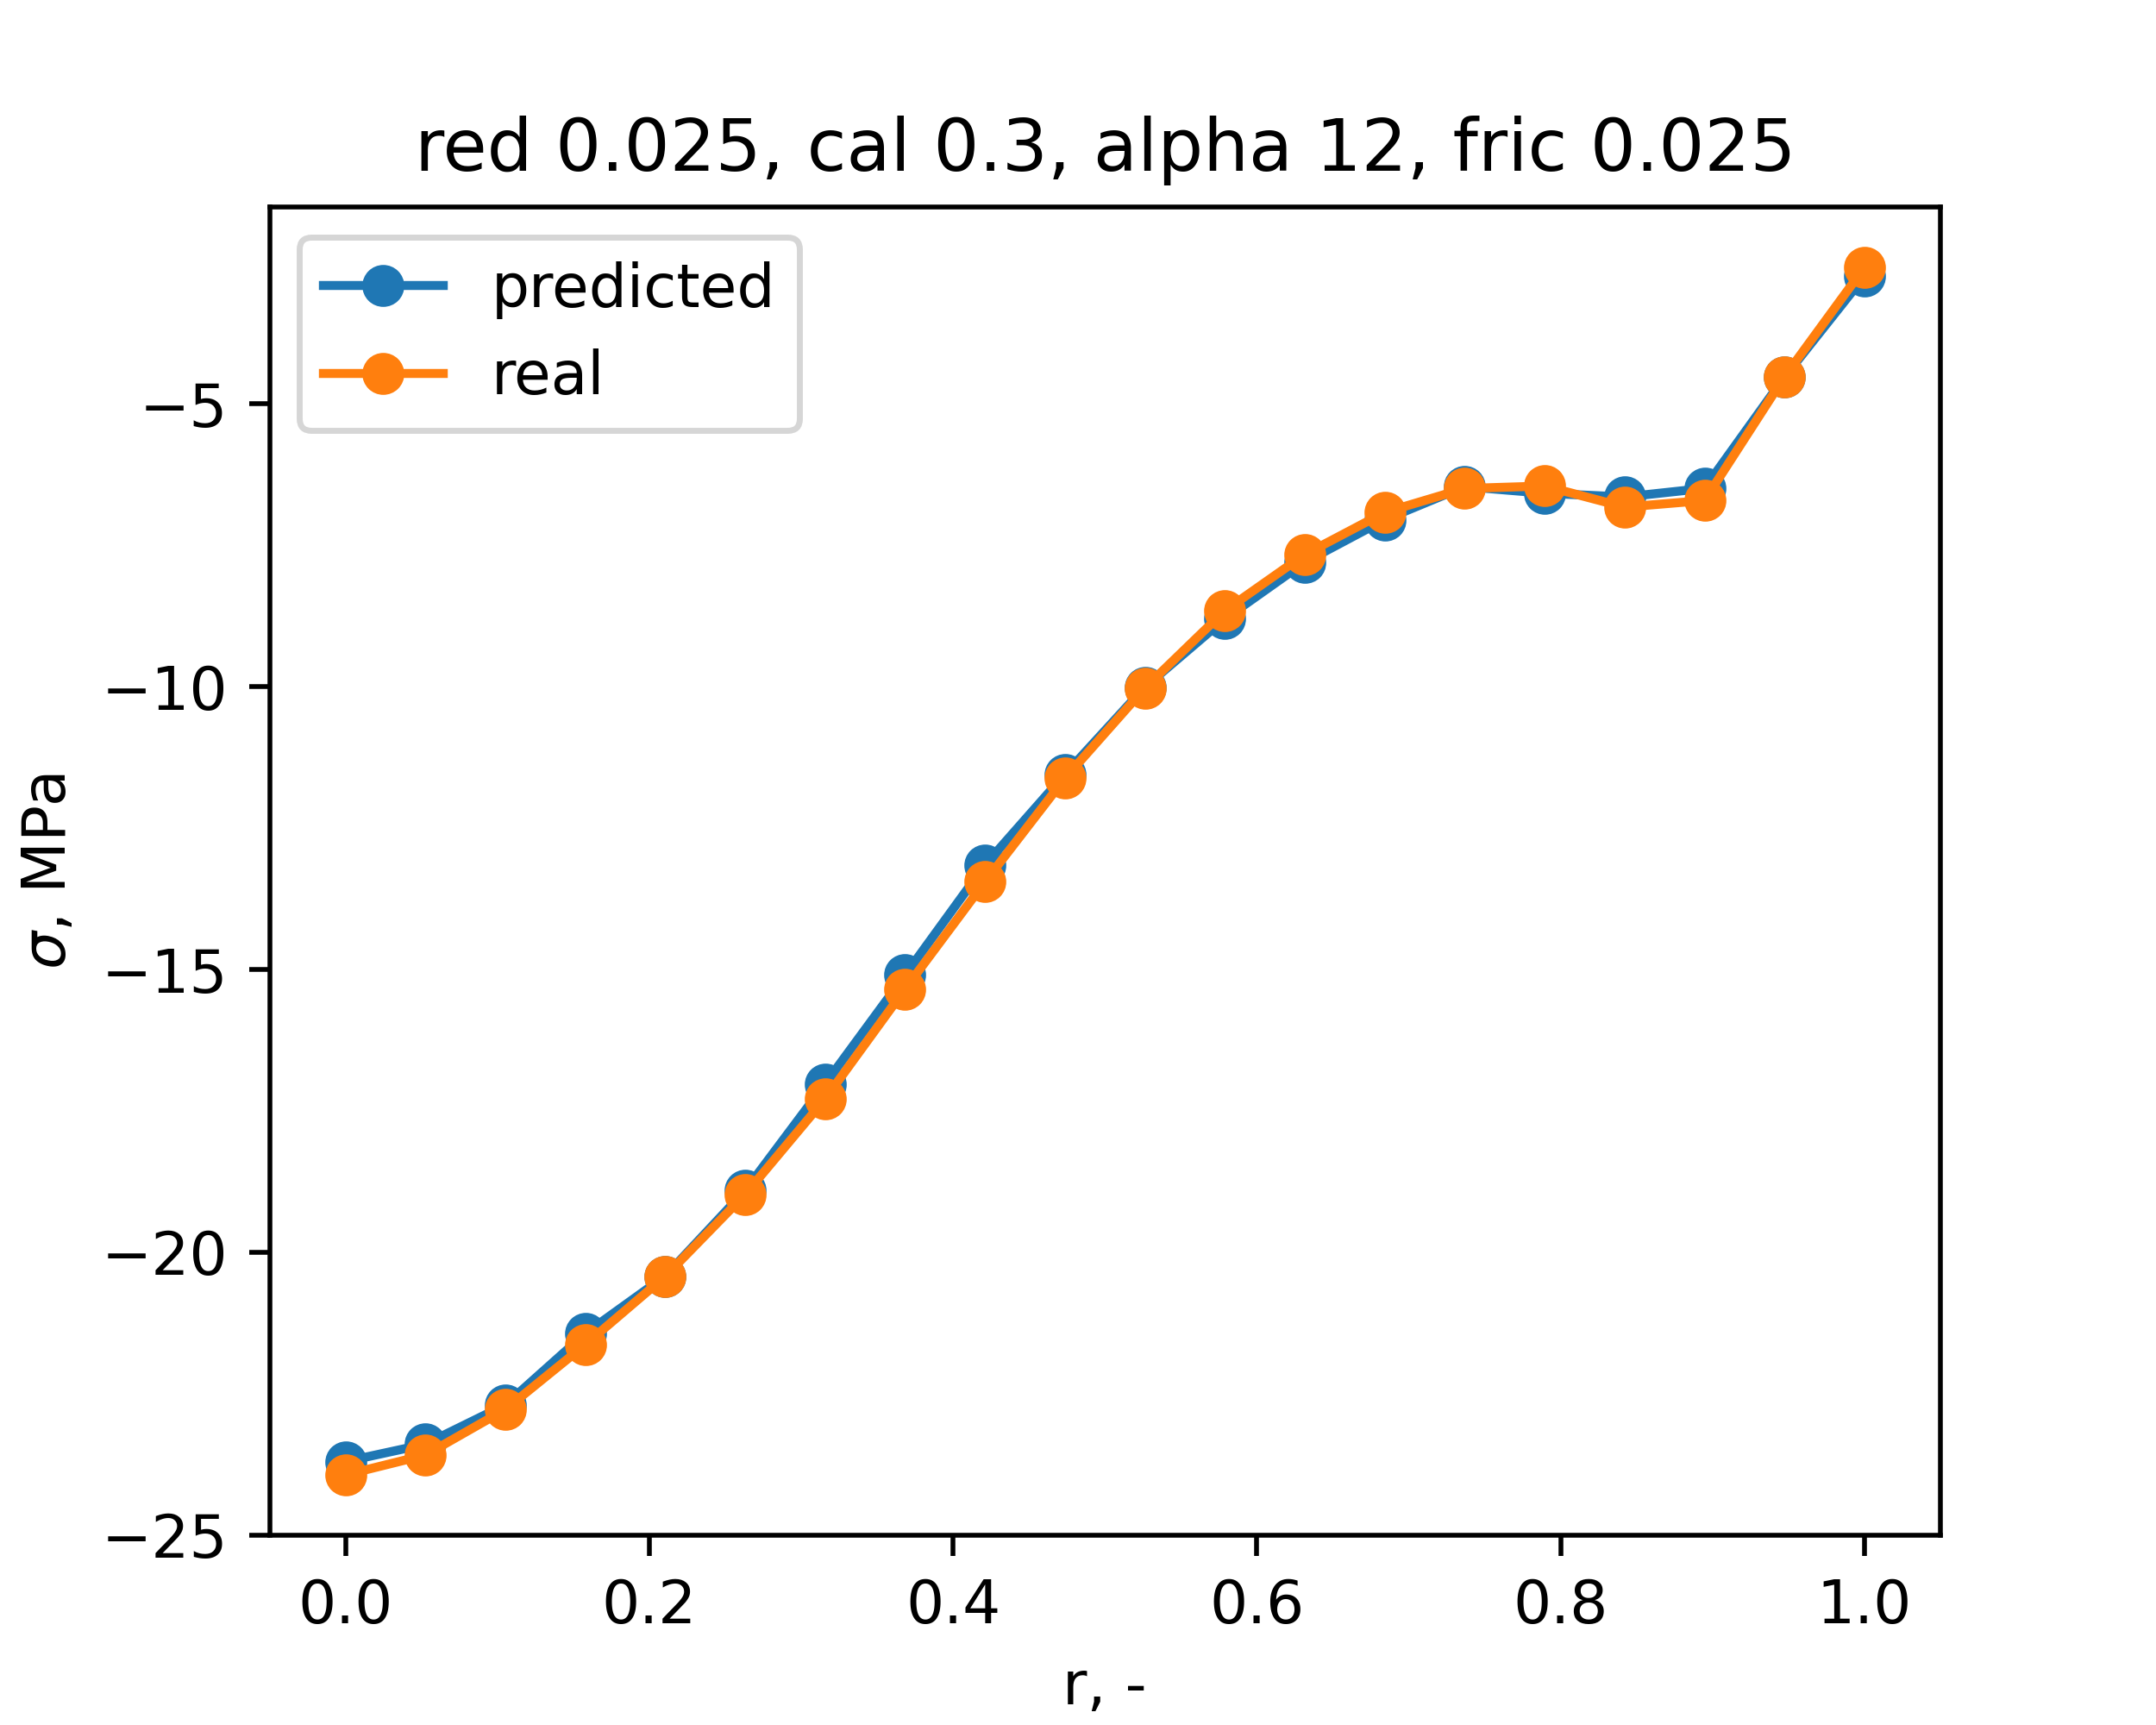 red 0.025, cal 0.3, alpha 12, fric 0.025
predicted
real
−5
−10
−15
−20
−25
σ, MPa
0.0 0.2 0.4 0.6 0.8 1.0
r, -